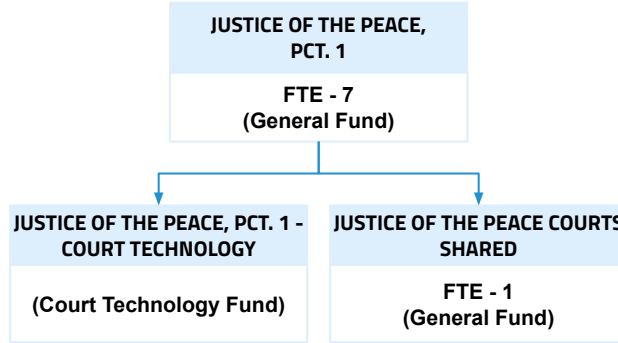 JUSTICE OF THE PEACE,
PCT. 1
FTE - 7
(General Fund)
JUSTICE OF THE PEACE, PCT. 1 -
COURT TECHNOLOGY
(Court Technology Fund)
JUSTICE OF THE PEACE COURTS
SHARED
FTE - 1
(General Fund)